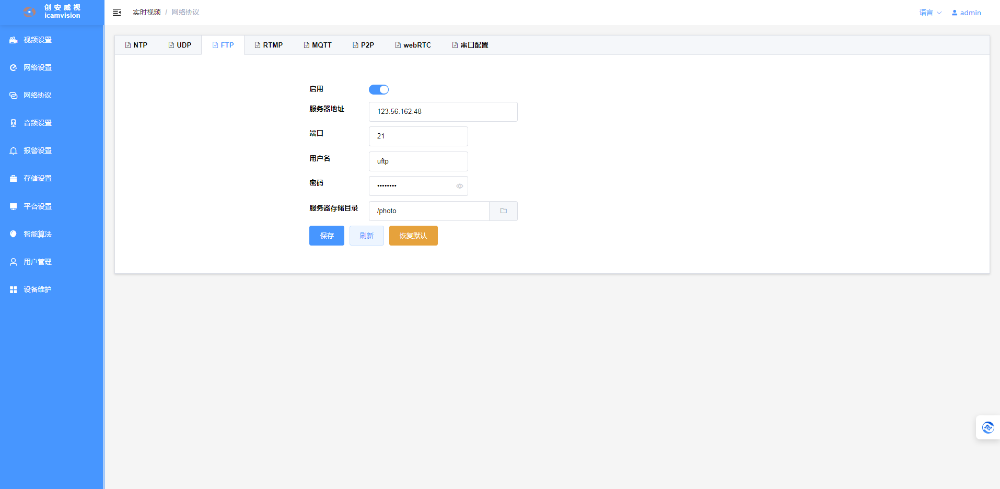 创安威视
icamvision
实时视频 / 网络协议
语言
admin
视频设置
网络设置
网络协议
音频设置
报警设置
存储设置
平台设置
智能算法
用户管理
设备维护
NTP
UDP
FTP
RTMP
MQTT
P2P
webRTC
串口配置
启用
服务器地址
123.56.162.48
端口
21
用户名
uftp
密码
••••••••
服务器存储目录
/photo
保存
刷新
恢复默认